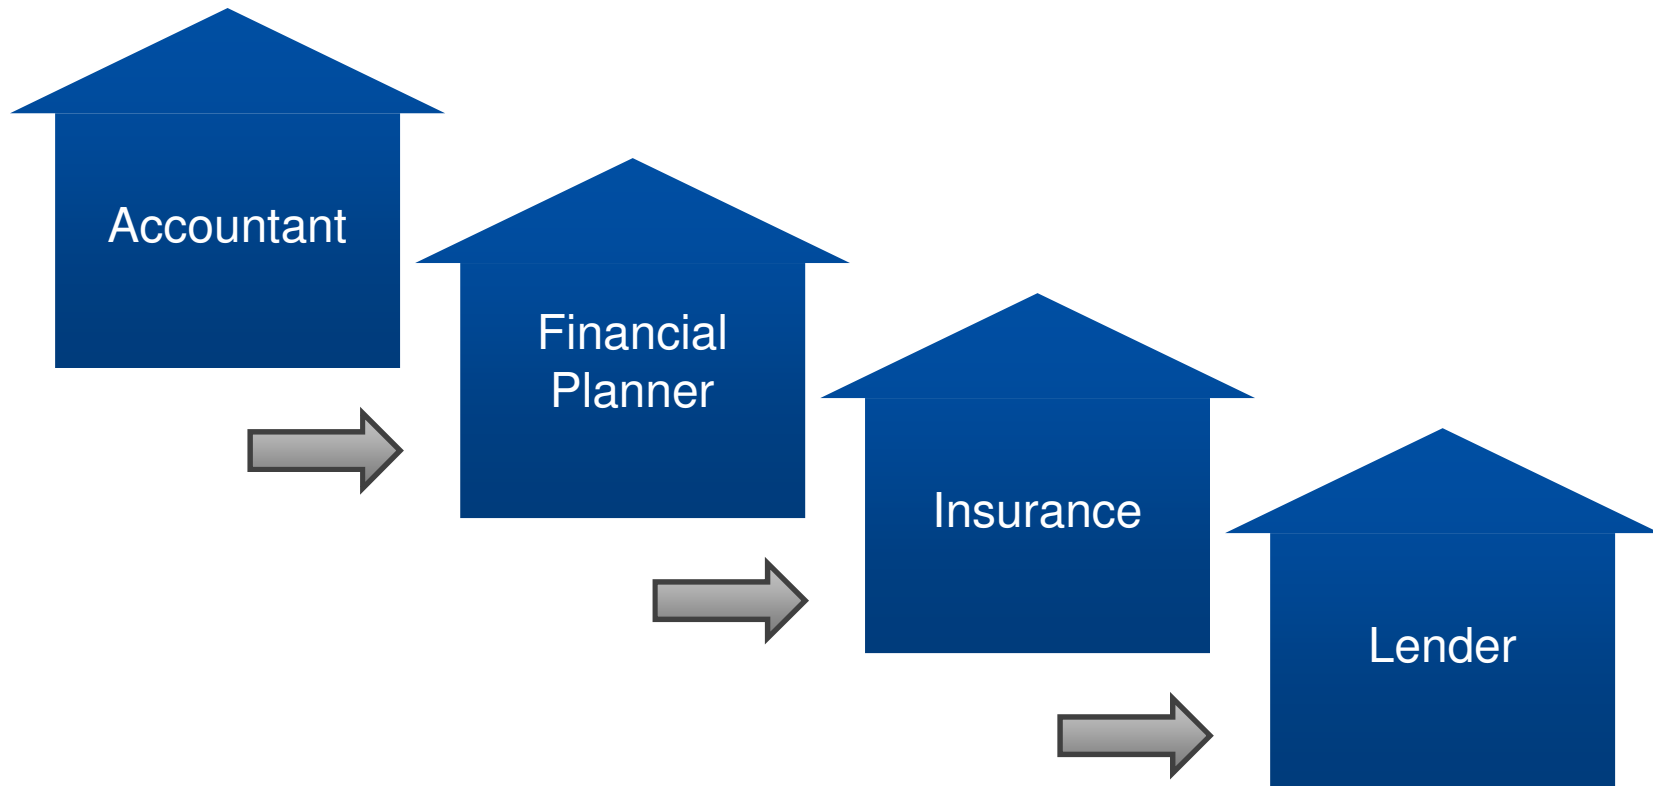 Accountant
Financial
Planner
Insurance
Lender